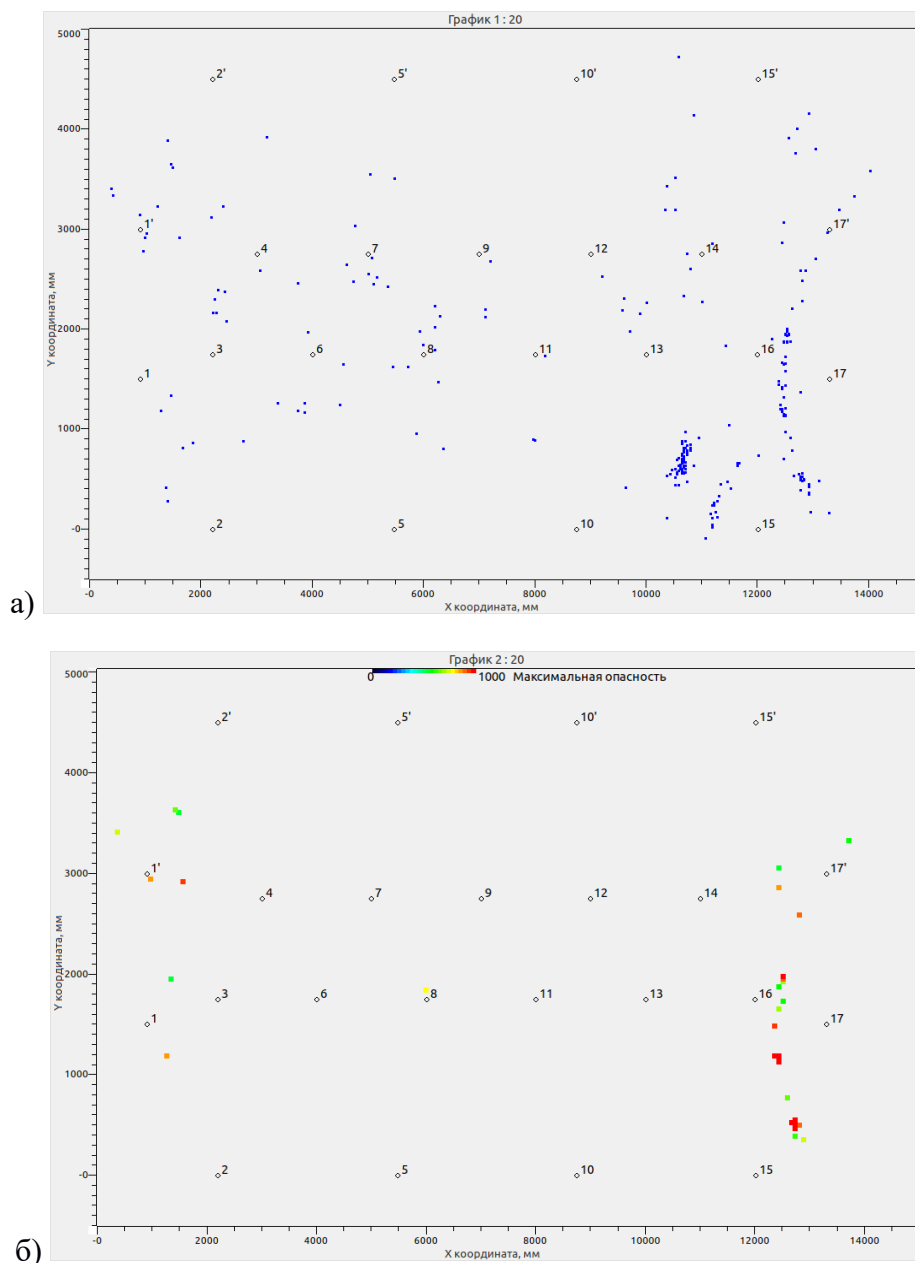 График 1 : 20
5000
2' 5' 10' 15'
4000
3000
1' 17'
4 7 9 12 14
2000
3 6 8 11 13 16
1 17
1000
-0
2 5 10 15
-0 2000 4000 6000 8000 10000 12000 14000
X координата, мм
Y координата, мм
а)
График 2 : 20
0 1000 Максимальная опасность
5000
2' 5' 10' 15'
4000
3000
1' 17'
4 7 9 12 14
2000
3 6 8 11 13 16
1 17
1000
-0
2 5 10 15
-0 2000 4000 6000 8000 10000 12000 14000
X координата, мм
Y координата, мм
б)